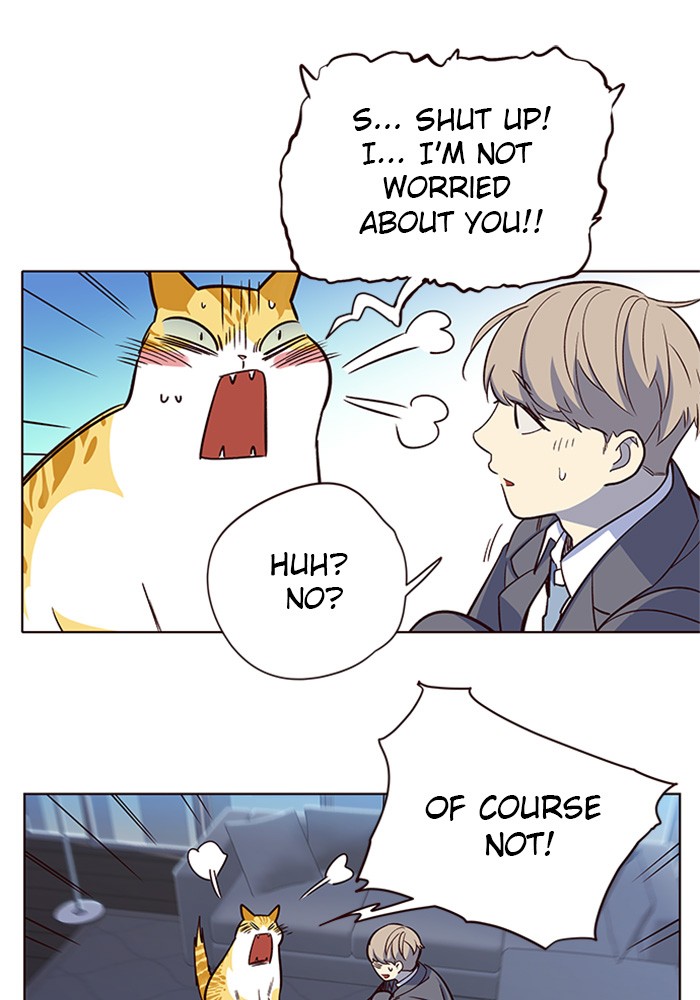 S... SHUT UP!
I... I'M NOT
WORRIED
ABOUT YOU!!
HUH?
NO?
OF COURSE
NOT!